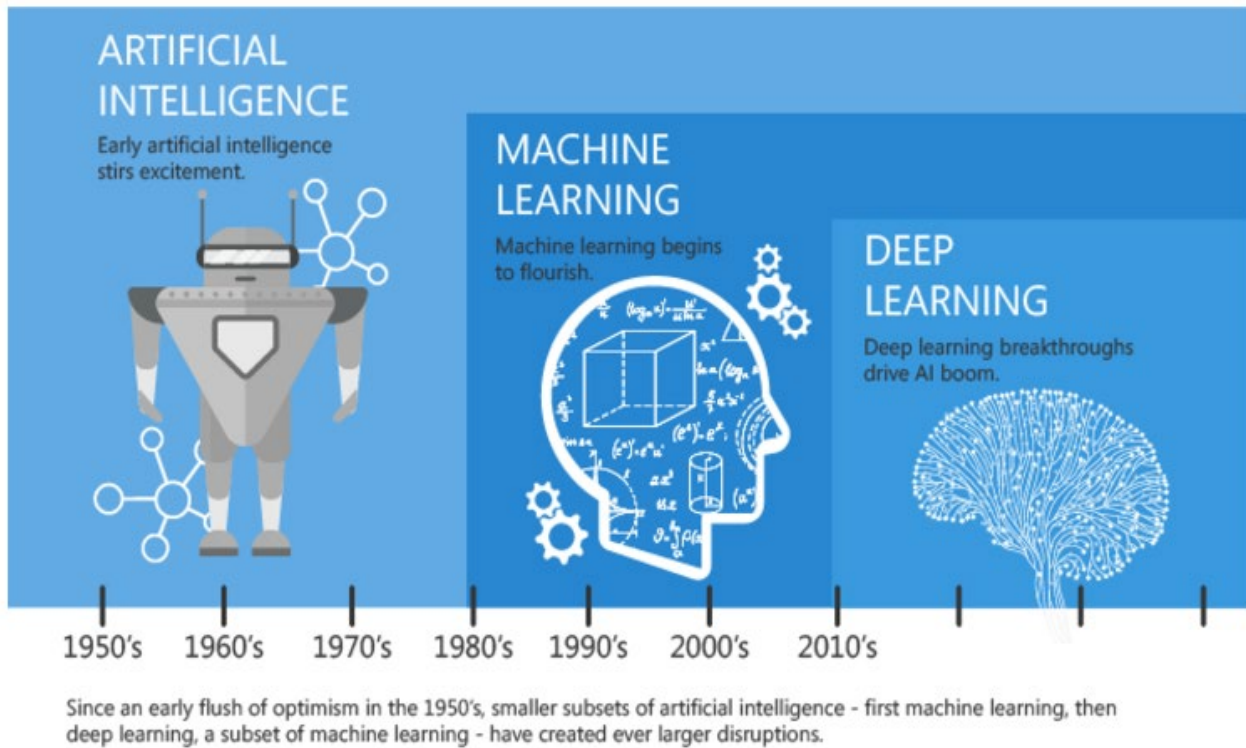 ARTIFICIAL
INTELLIGENCE
Early artificial intelligence
stirs excitement.
MACHINE
LEARNING
Machine learning begins
to flourish.
DEEP
LEARNING
Deep learning breakthroughs
drive AI boom.
1950's 1960's 1970's 1980's 1990's 2000's 2010's
Since an early flush of optimism in the 1950's, smaller subsets of artificial intelligence - first machine learning, then
deep learning, a subset of machine learning - have created ever larger disruptions.